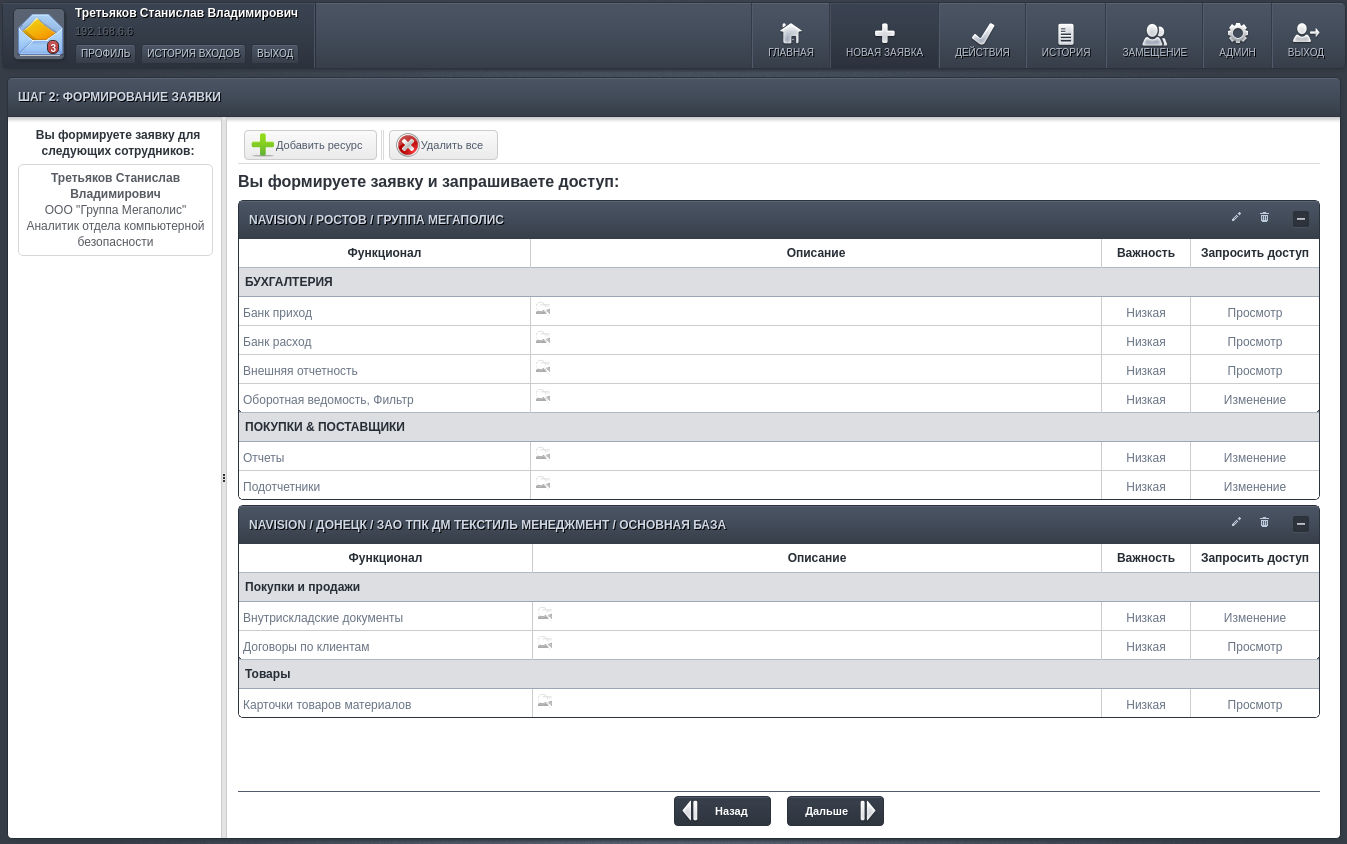 Третьяков Станислав Владимирович
192.168.6.6
3
ПРОФИЛЬ ИСТОРИЯ ВХОДОВ ВЫХОД
ГЛАВНАЯ НОВАЯ ЗАЯВКА ДЕЙСТВИЯ ИСТОРИЯ ЗАМЕЩЕНИЕ АДМИН ВЫХОД
ШАГ 2: ФОРМИРОВАНИЕ ЗАЯВКИ
Вы формируете заявку для
следующих сотрудников:
Третьяков Станислав
Владимирович
ООО "Группа Мегаполис"
Аналитик отдела компьютерной
безопасности
Добавить ресурс Удалить все
Вы формируете заявку и запрашиваете доступ:
NAVISION / РОСТОВ / ГРУППА МЕГАПОЛИС
Функционал Описание Важность Запросить доступ
БУХГАЛТЕРИЯ
Банк приход Низкая Просмотр
Банк расход Низкая Просмотр
Внешняя отчетность Низкая Просмотр
Оборотная ведомость, Фильтр Низкая Изменение
ПОКУПКИ & ПОСТАВЩИКИ
Отчеты Низкая Изменение
Подотчетники Низкая Изменение
NAVISION / ДОНЕЦК / ЗАО ТПК ДМ ТЕКСТИЛЬ МЕНЕДЖМЕНТ / ОСНОВНАЯ БАЗА
Функционал Описание Важность Запросить доступ
Покупки и продажи
Внутрискладские документы Низкая Изменение
Договоры по клиентам Низкая Просмотр
Товары
Карточки товаров материалов Низкая Просмотр
Назад Дальше